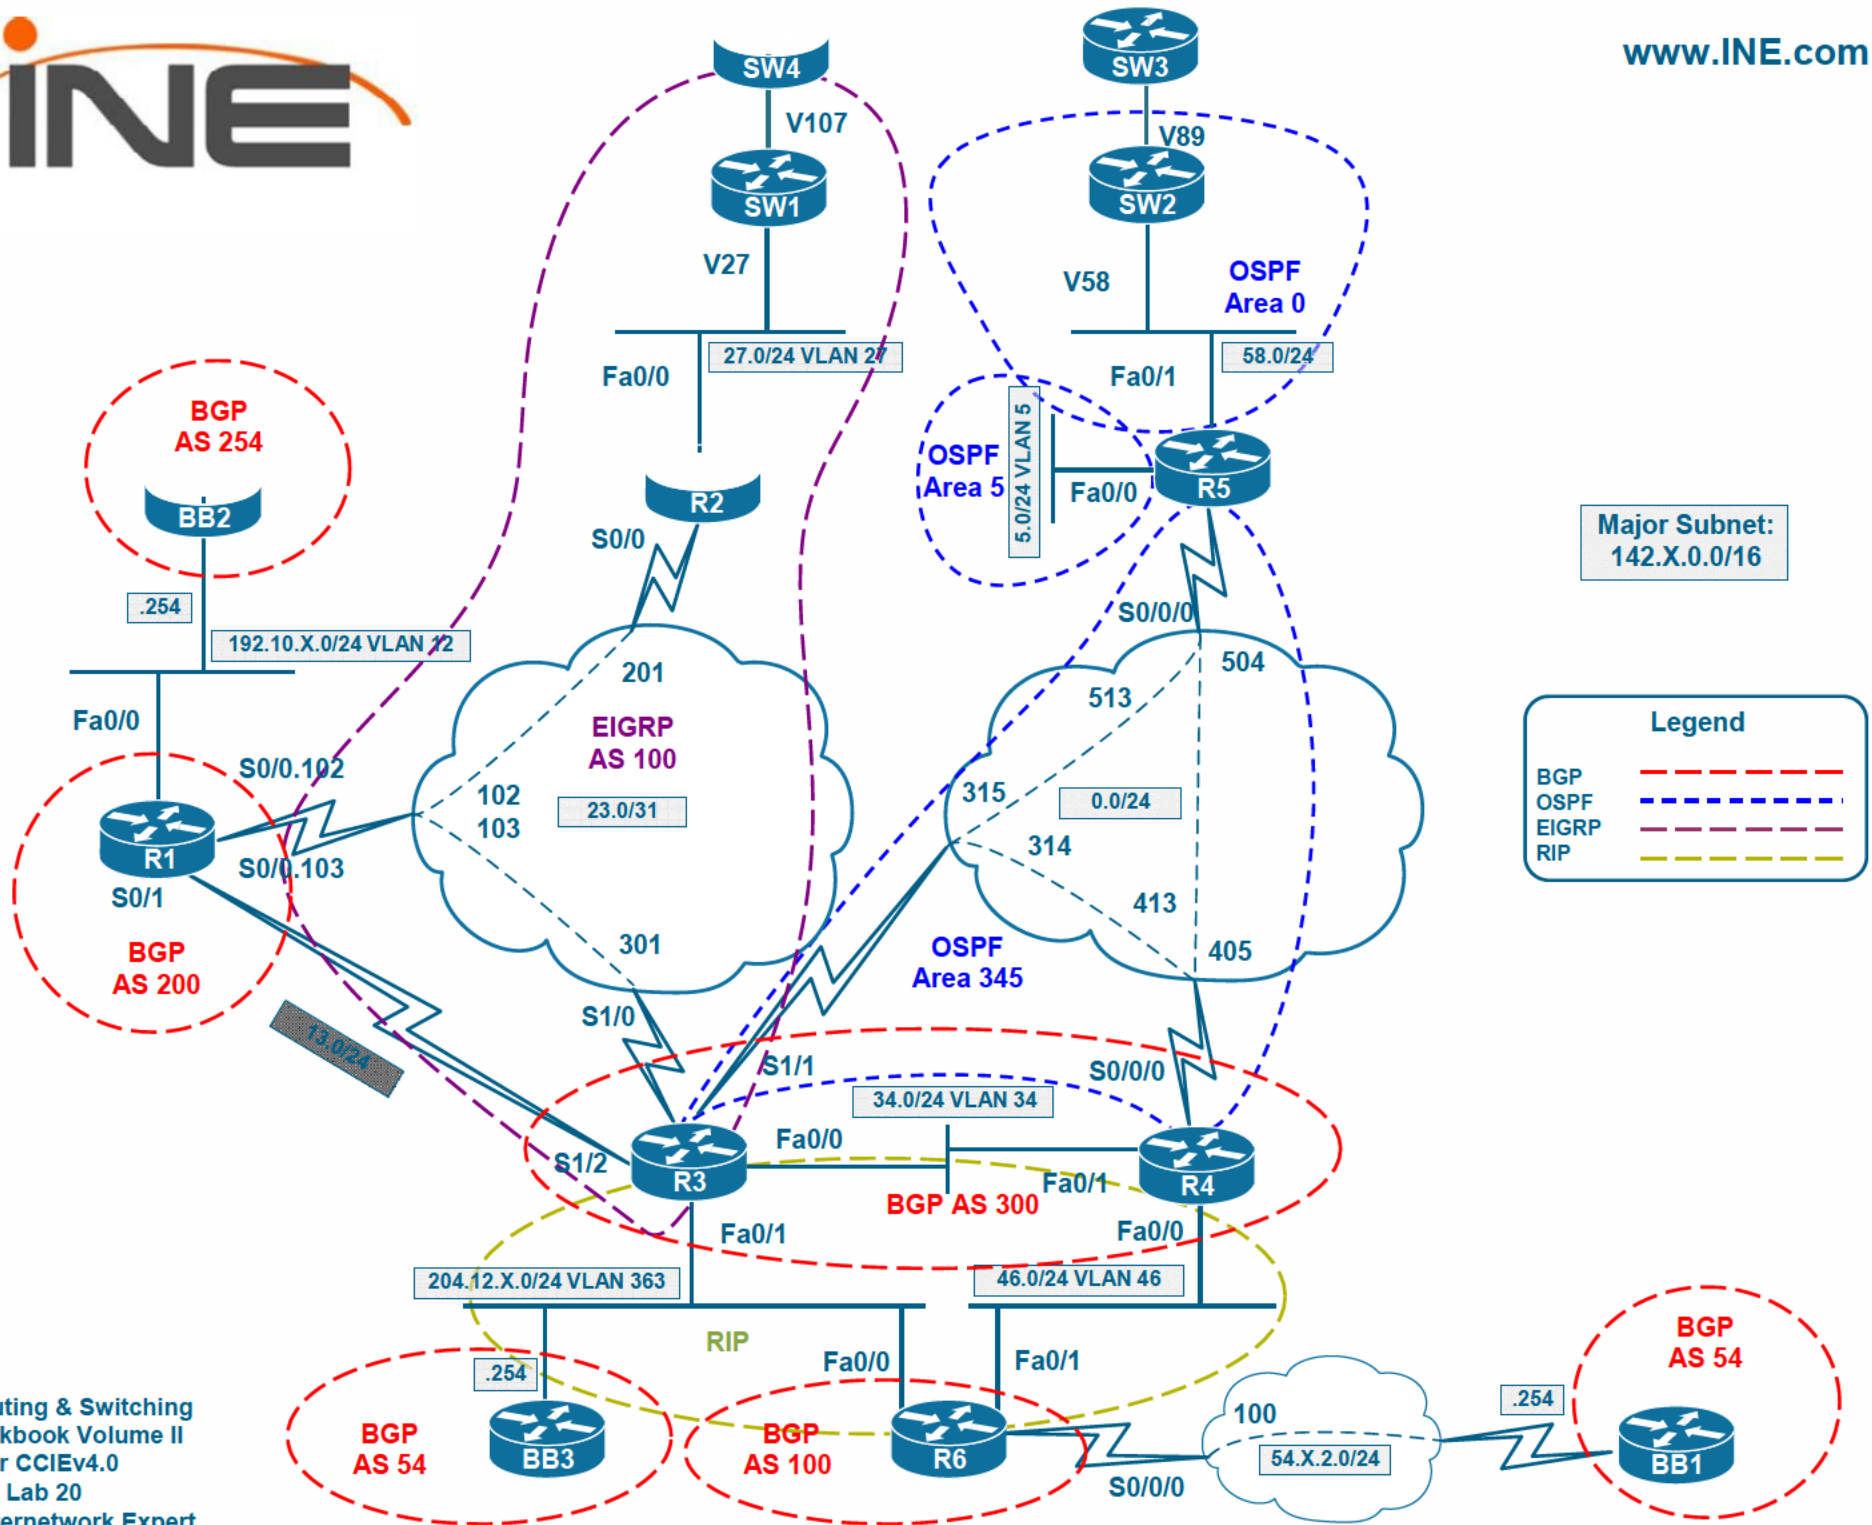 INE
www.INE.com
SW4
SW3
V107
V89
SW1
SW2
V27
V58
OSPF
Area 0
27.0/24 VLAN 27
58.0/24
Fa0/0
Fa0/1
BGP
AS 254
OSPF
Area 5
5.0/24 VLAN 5
Fa0/0
R5
R2
BB2
S0/0
Major Subnet:
142.X.0.0/16
.254
S0/0/0
192.10.X.0/24 VLAN 12
201
504
513
Fa0/0
EIGRP
AS 100
Legend
BGP
OSPF
EIGRP
RIP
S0/0.102
102
103
23.0/31
315
0.0/24
314
R1
S0/0.103
S0/1
413
BGP
AS 200
301
OSPF
Area 345
405
S1/0
13.0/24
S1/1
S0/0/0
34.0/24 VLAN 34
Fa0/0
S1/2
R3
Fa0/1
R4
BGP AS 300
Fa0/1
Fa0/0
204.12.X.0/24 VLAN 363
46.0/24 VLAN 46
RIP
Fa0/0
Fa0/1
.254
BGP
AS 54
BGP
AS 54
BB3
BGP
AS 100
R6
100
54.X.2.0/24
.254
BB1
S0/0/0
uting & Switching
kbook Volume II
r CCIEv4.0
Lab 20
ernetwork Expert